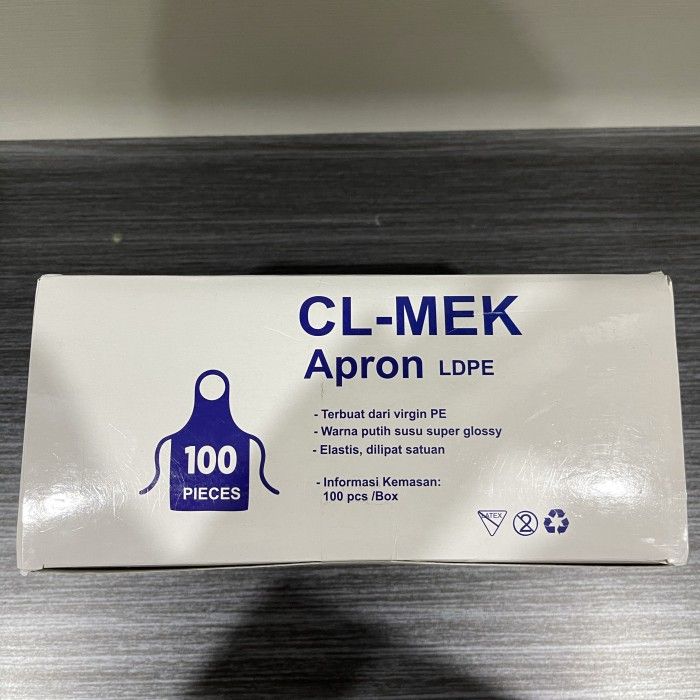 CL-MEK
Apron LDPE
- Terbuat dari virgin PE
- Warna putih susu super glossy
- Elastis, dilipat satuan
- Informasi Kemasan:
100 pcs /Box
100
PIECES
LATEX
2